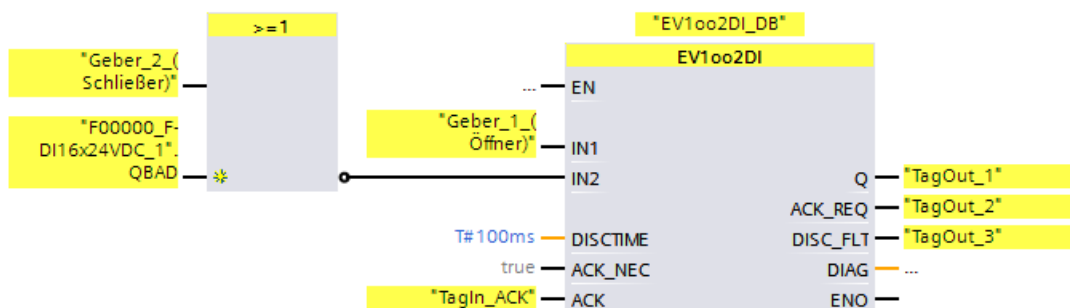 >=1
"Geber_2_(
Schließer)"
"F00000_F-
DI16x24VDC_1".
QBAD
"EV1oo2DI_DB"
EV1oo2DI
... EN
"Geber_1_(
Öffner)" IN1
IN2 Q "TagOut_1"
ACK_REQ "TagOut_2"
T#100ms DISCTIME DISC_FLT "TagOut_3"
true ACK_NEC DIAG ...
"TagIn_ACK" ACK ENO